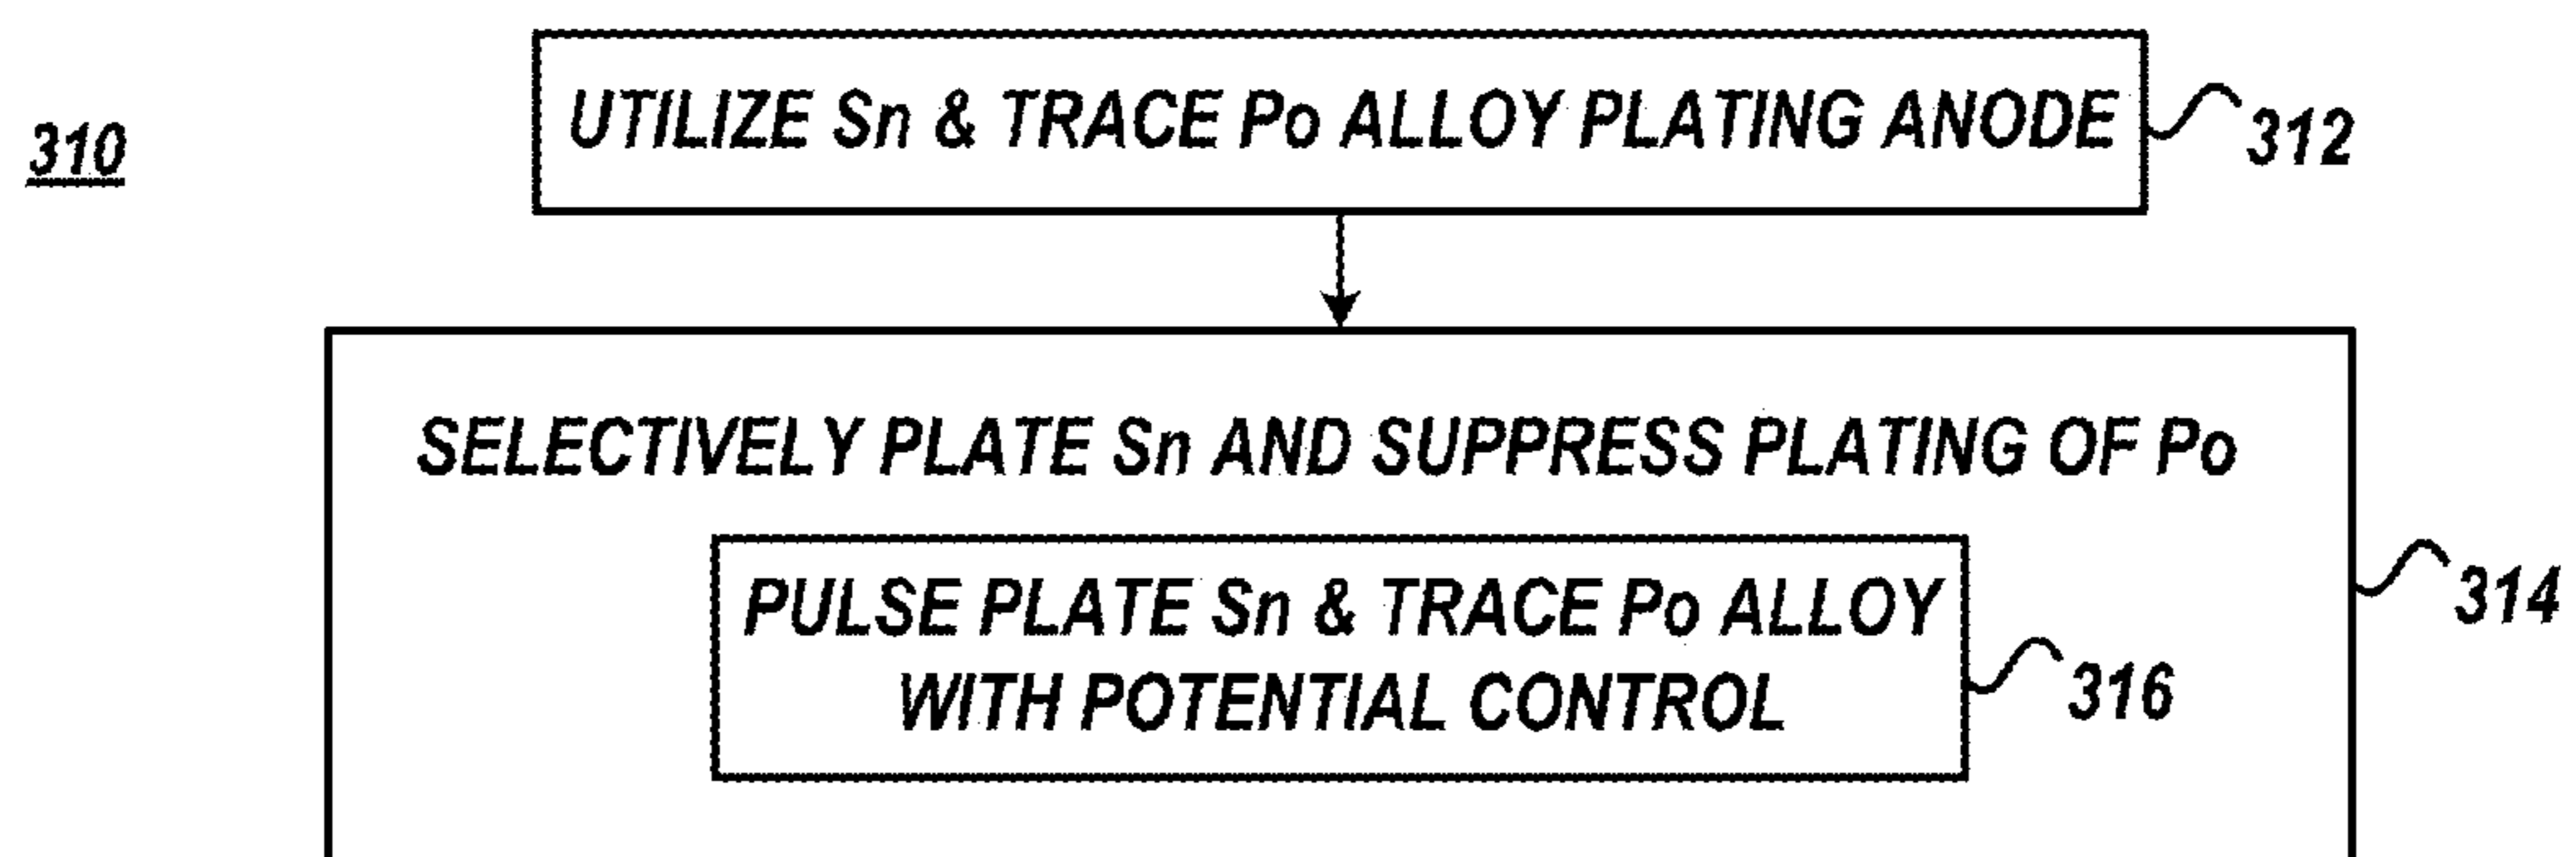 310
UTILIZE Sn & TRACE Po ALLOY PLATING ANODE
312
SELECTIVELY PLATE Sn AND SUPPRESS PLATING OF Po
314
PULSE PLATE Sn & TRACE Po ALLOY
WITH POTENTIAL CONTROL
316